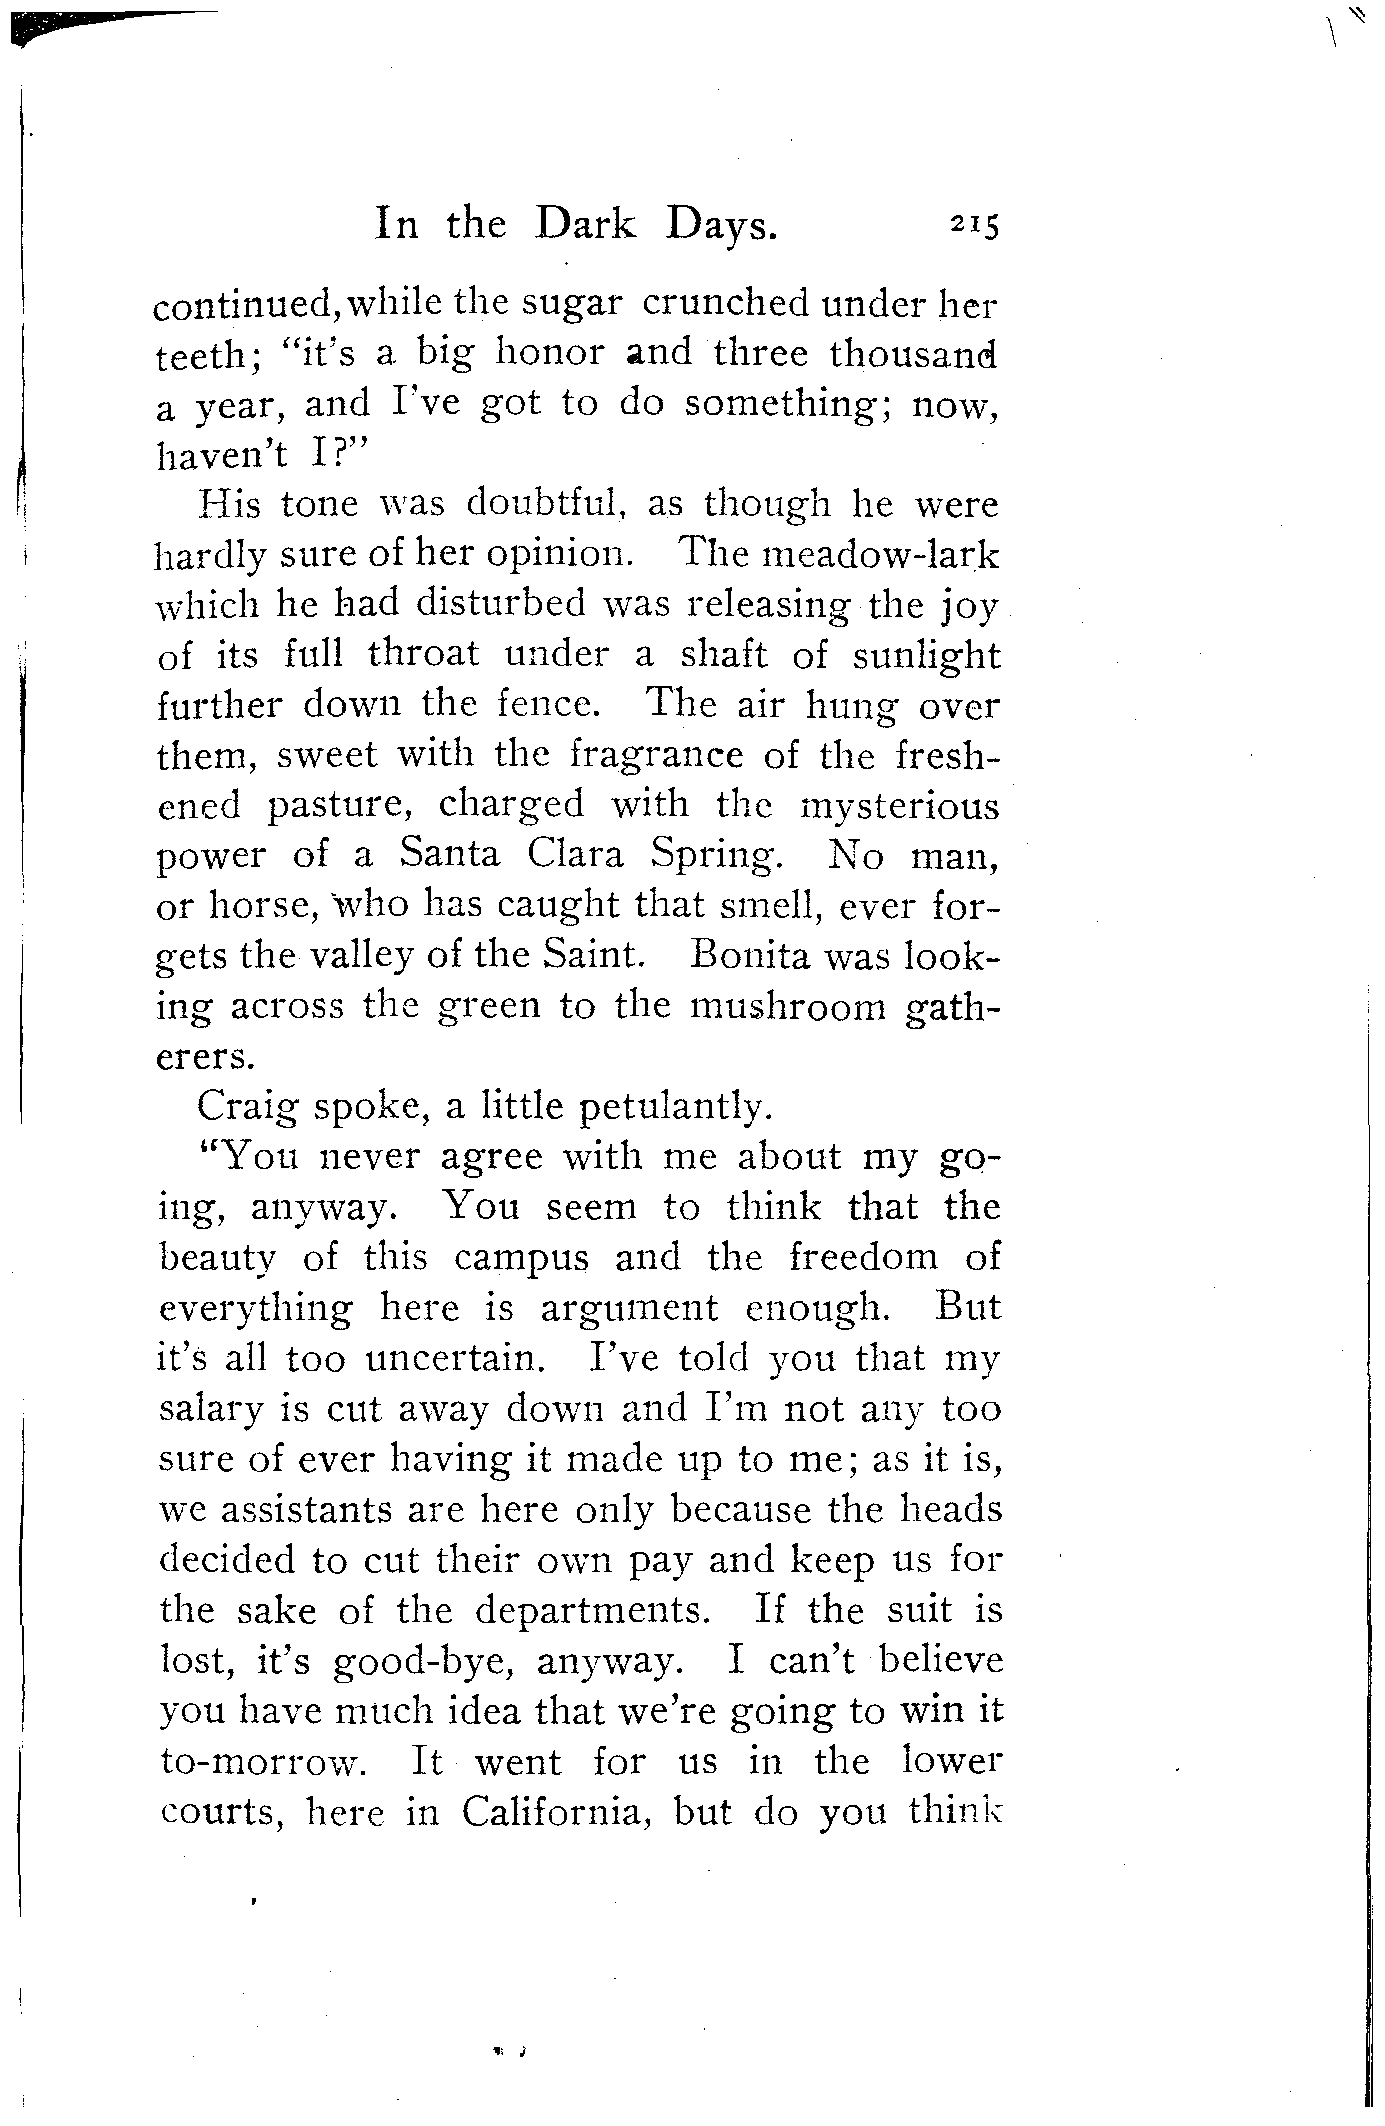 In the Dark Days. 215
continued, while the sugar crunched under her
teeth; "it's a big honor and three thousand
a year, and I've got to do something; now,
haven't I?"
His tone was doubtful, as though he were
hardly sure of her opinion. The meadow-lark
which he had disturbed was releasing the joy
of its full throat under a shaft of sunlight
further down the fence. The air hung over
them, sweet with the fragrance of the fresh-
ened pasture, charged with the mysterious
power of a Santa Clara Spring. No man,
or horse, who has caught that smell, ever for-
gets the valley of the Saint. Bonita was look-
ing across the green to the mushroom gath-
erers.
Craig spoke, a little petulantly.
"You never agree with me about my go-
ing, anyway. You seem to think that the
beauty of this campus and the freedom of
everything here is argument enough. But
it's all too uncertain. I've told you that my
salary is cut away down and I'm not any too
sure of ever having it made up to me; as it is,
we assistants are here only because the heads
decided to cut their own pay and keep us for
the sake of the departments. If the suit is
lost, it's good-bye, anyway. I can't believe
you have much idea that we're going to win it
to-morrow. It went for us in the lower
courts, here in California, but do you think